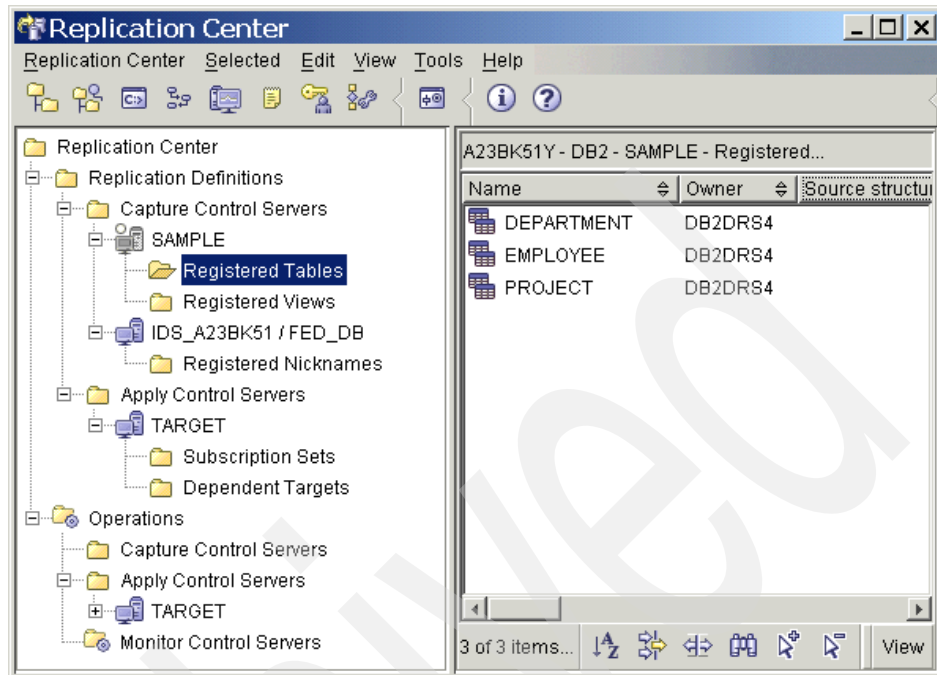 Replication Center
Replication Center Selected Edit View Tools Help
Replication Center
Replication Definitions
Capture Control Servers
SAMPLE
Registered Tables
Registered Views
IDS_A23BK51 / FED_DB
Registered Nicknames
Apply Control Servers
TARGET
Subscription Sets
Dependent Targets
Operations
Capture Control Servers
Apply Control Servers
TARGET
Monitor Control Servers
A23BK51Y - DB2 - SAMPLE - Registered...
Name Owner Source structu
DEPARTMENT DB2DRS4
EMPLOYEE DB2DRS4
PROJECT DB2DRS4
3 of 3 items... View